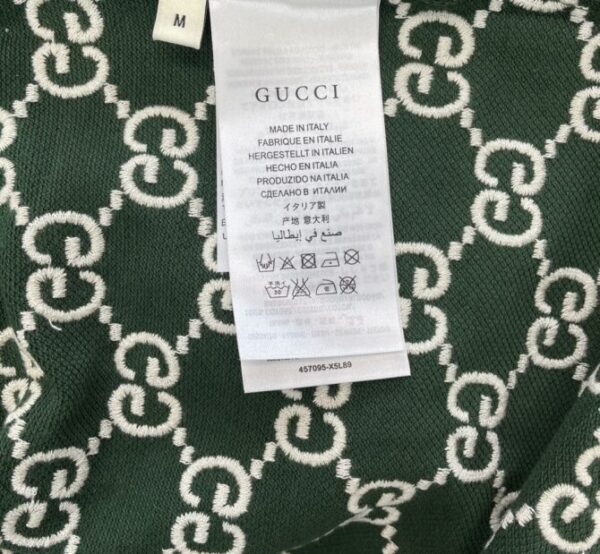 M
GUCCI
MADE IN ITALY
FABRIQUE EN ITALIE
HERGESTELLT IN ITALIEN
HECHO EN ITALIA
PRODUZIDO NA ITALIA
СДЕЛАНО В ИТАЛИИ
イタリア製
产地 意大利
صنع في إيطاليا
457095-X5L89